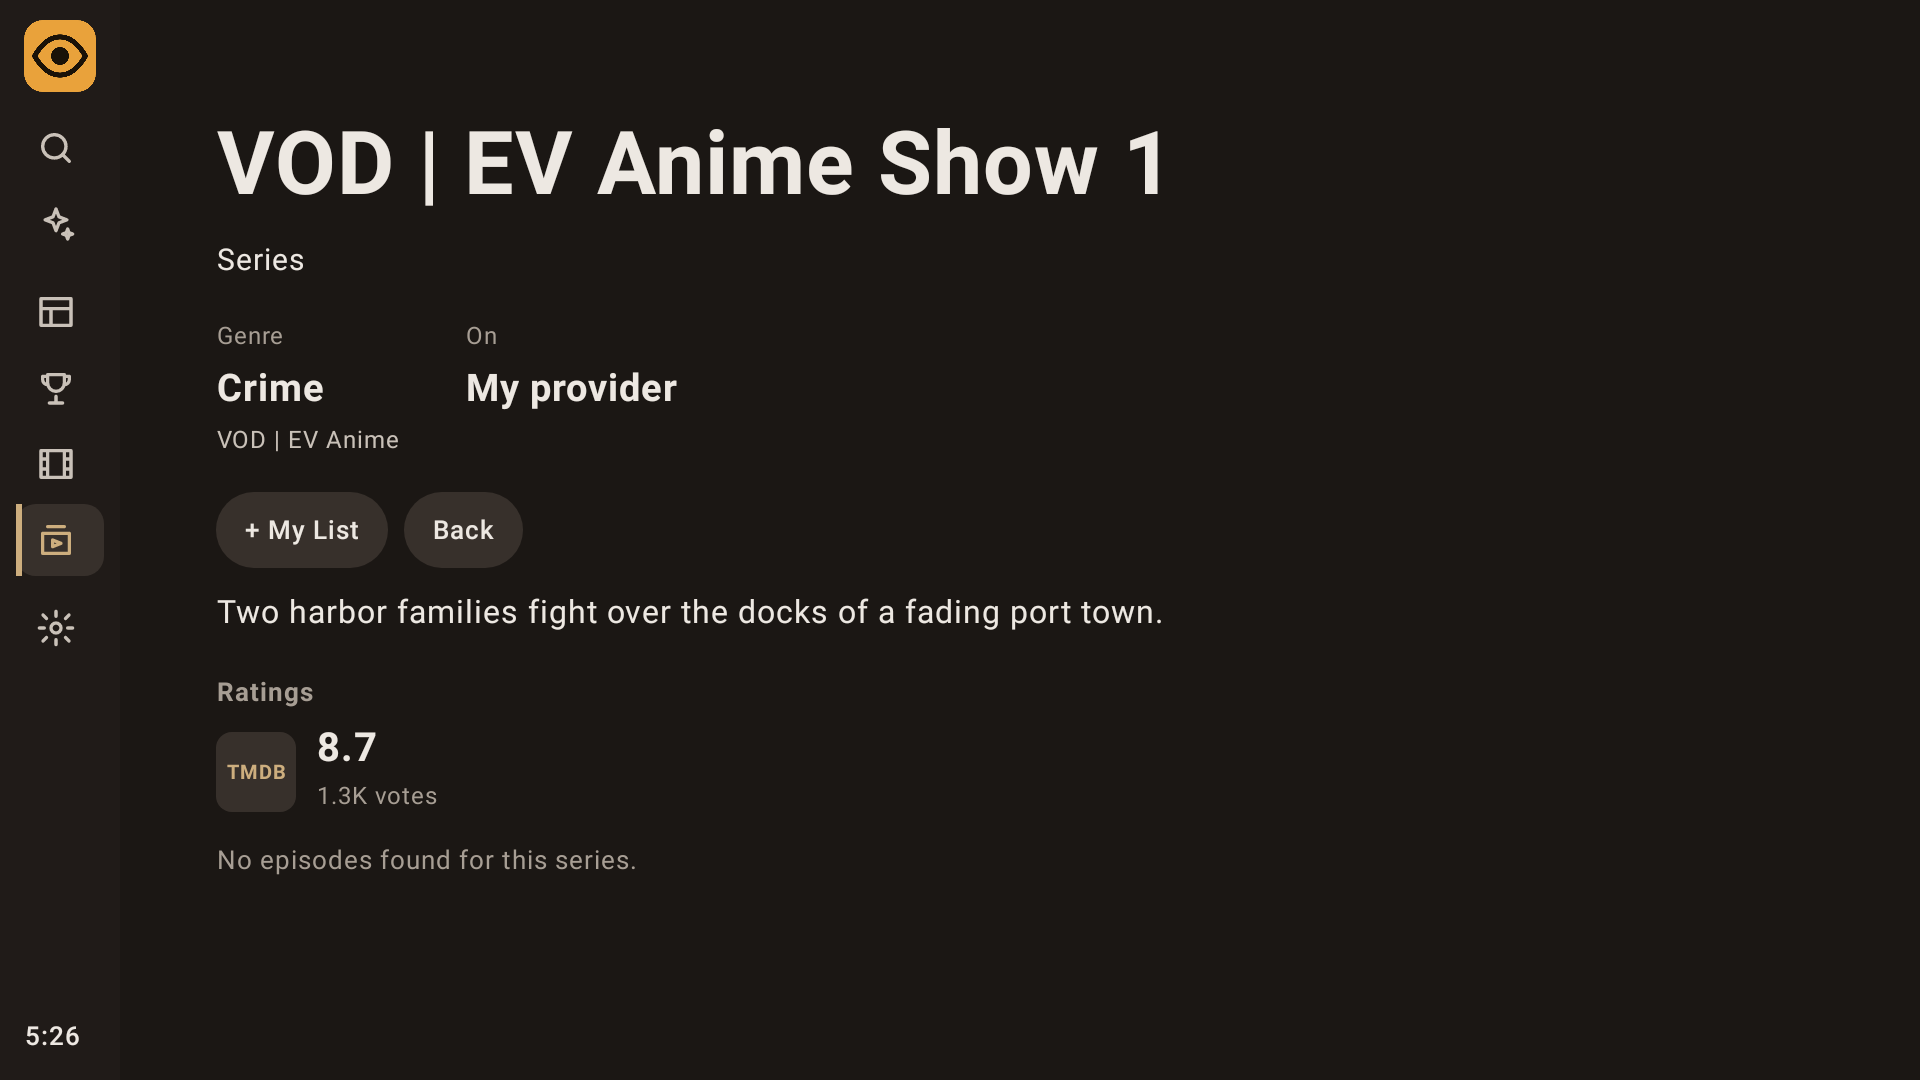 VOD | EV Anime Show 1
Series
Genre
On
Crime
My provider
VOD | EV Anime
+ My List
Back
Two harbor families fight over the docks of a fading port town.
Ratings
TMDB
8.7
1.3K votes
No episodes found for this series.
5:26